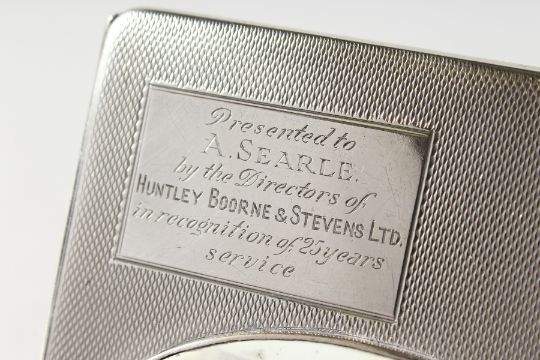 Presented to
A. SEARLE.
by the Directors of
HUNTLEY BOORNE & STEVENS LTD.
in recognition of 25 years
service